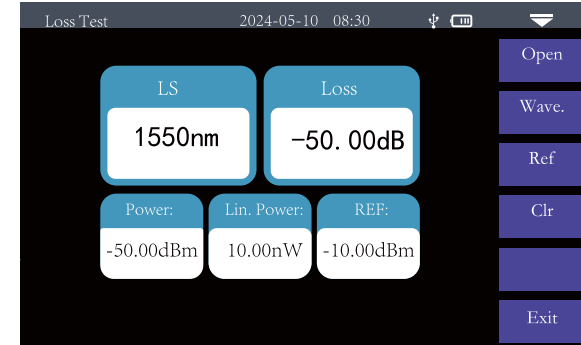 Loss Test 2024-05-10 08:30
Open
LS Loss
Wave.
1550nm -50.00dB
Ref
Power: Lin. Power: REF:
Clr
-50.00dBm 10.00nW -10.00dBm
Exit